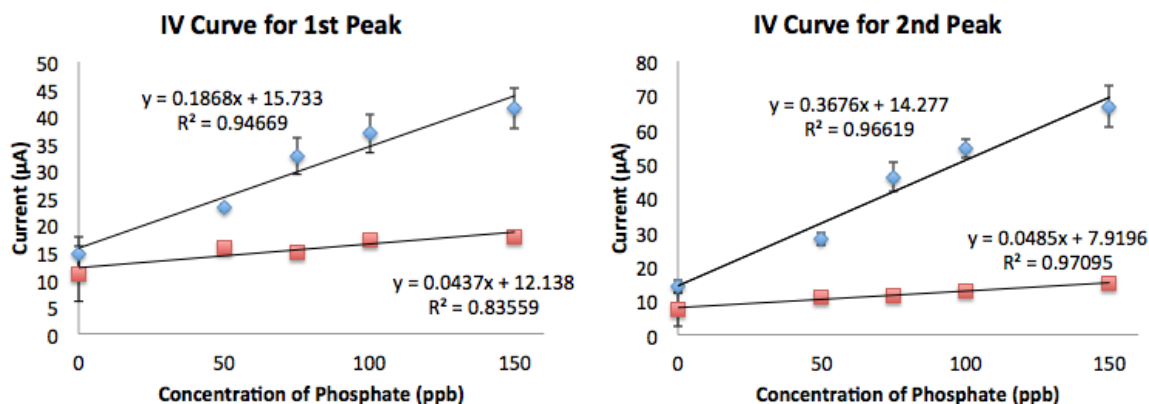 IV Curve for 1st Peak
50
45
40
35
30
25
20
15
10
5
0
Current (µA)
y = 0.1868x + 15.733
R² = 0.94669
y = 0.0437x + 12.138
R² = 0.83559
0 50 100 150
Concentration of Phosphate (ppb)
IV Curve for 2nd Peak
80
70
60
50
40
30
20
10
0
Current (µA)
y = 0.3676x + 14.277
R² = 0.96619
y = 0.0485x + 7.9196
R² = 0.97095
0 50 100 150
Concentration of Phosphate (ppb)